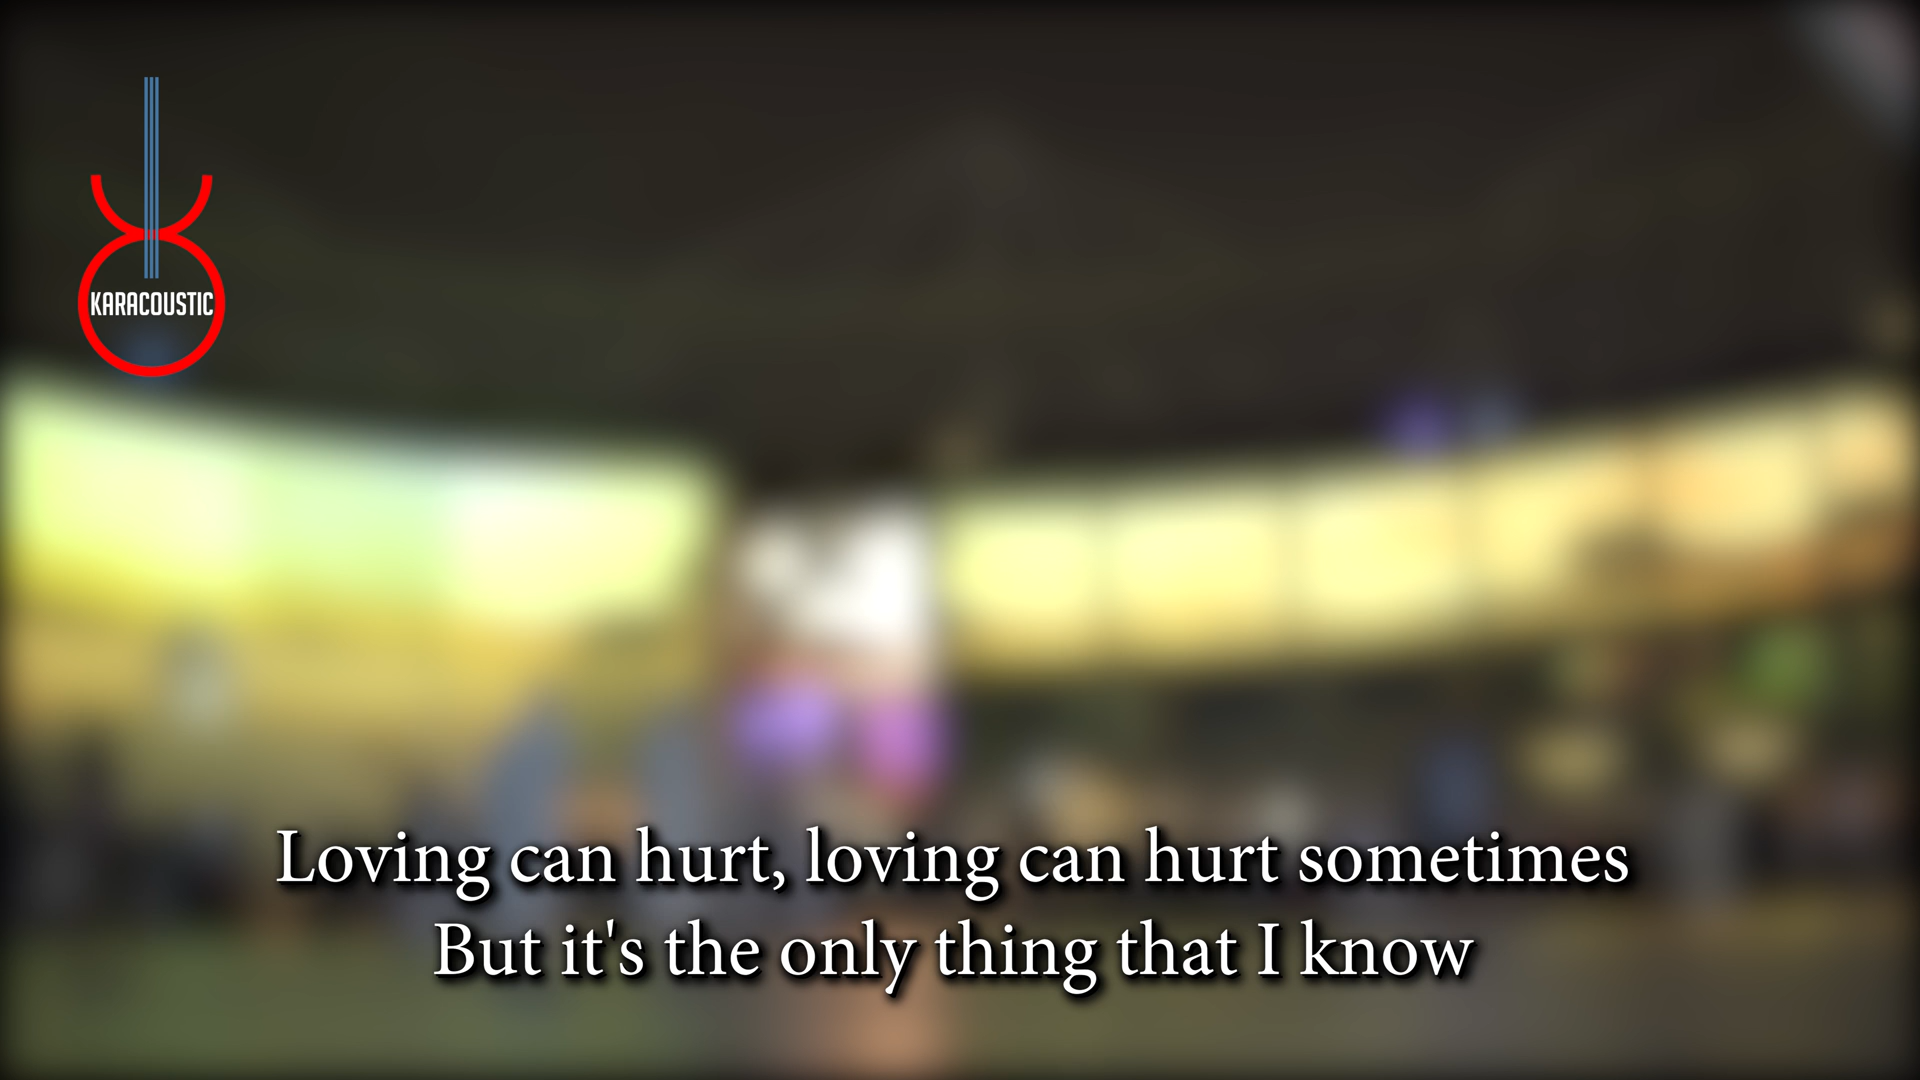 KARACOUSTIC
Loving can hurt, loving can hurt sometimes
But it's the only thing that I know